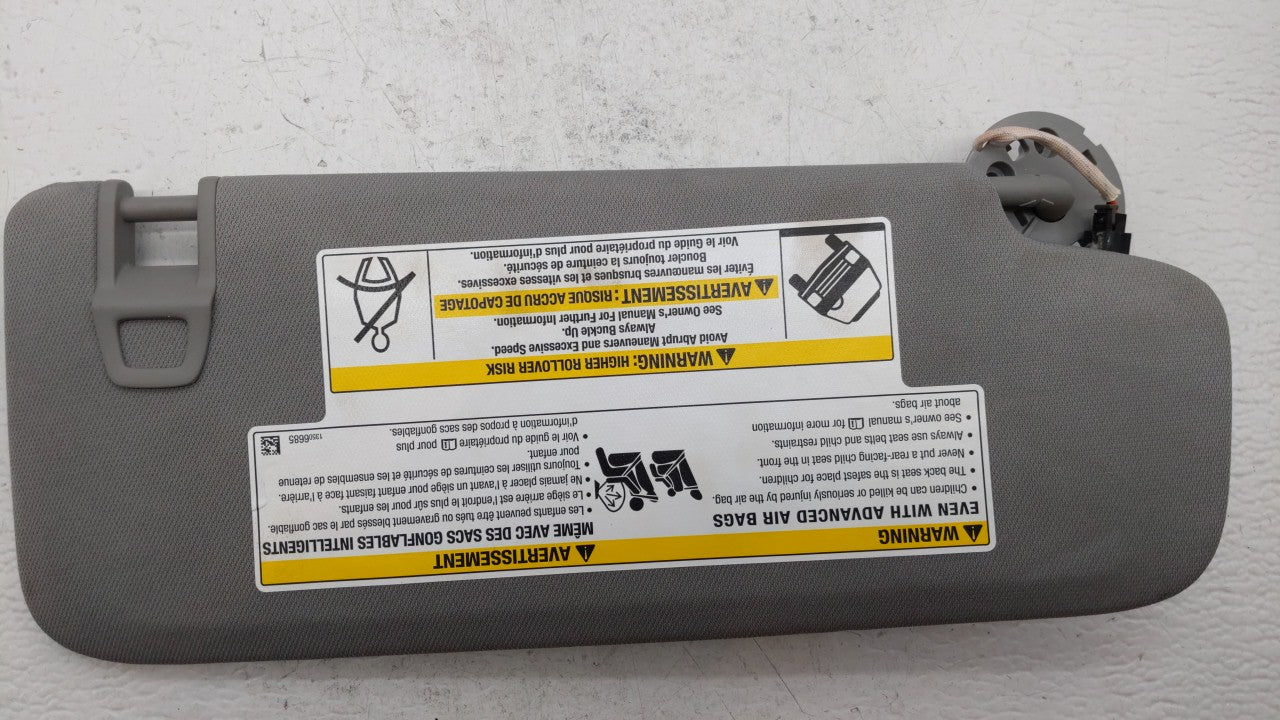 WARNING
EVEN WITH ADVANCED AIR BAGS
• Children can be killed or seriously injured by the air bag.
• The back seat is the safest place for children.
• Never put a rear-facing child seat in the front.
• Always use seat belts and child restraints.
• See owner's manual for more information
about air bags.
AVERTISSEMENT
MÊME AVEC DES SACS GONFLABLES INTELLIGENTS
• Les enfants peuvent être tués ou gravement blessés par le sac gonflable.
• Le siège arrière est l'endroit le plus sûr pour les enfants.
• Ne jamais placer à l'avant un siège pour enfant faisant face à l'arrière.
• Toujours utiliser les ceintures de sécurité et les ensembles de retenue
pour enfant.
• Voir le guide du propriétaire pour plus
d'information à propos des sacs gonflables.
13506685
WARNING: HIGHER ROLLOVER RISK
Avoid Abrupt Maneuvers and Excessive Speed.
Always Buckle Up.
See Owner's Manual For Further Information.
AVERTISSEMENT: RISQUE ACCRU DE CAPOTAGE
Éviter les manœuvres brusques et les vitesses excessives.
Boucler toujours la ceinture de sécurité.
Voir le Guide du propriétaire pour plus d'information.